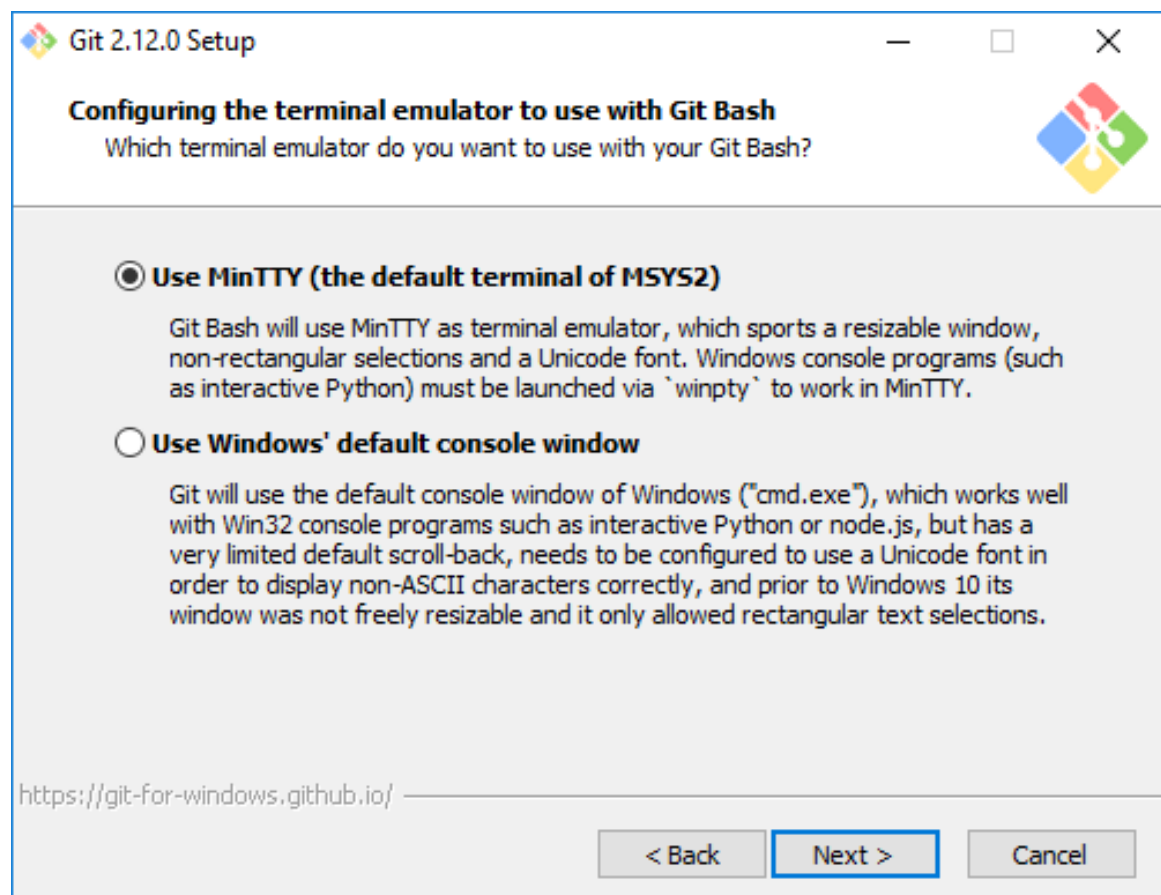 Git 2.12.0 Setup
Configuring the terminal emulator to use with Git Bash
Which terminal emulator do you want to use with your Git Bash?
Use MinTTY (the default terminal of MSYS2)
Git Bash will use MinTTY as terminal emulator, which sports a resizable window,
non-rectangular selections and a Unicode font. Windows console programs (such
as interactive Python) must be launched via `winpty` to work in MinTTY.
Use Windows' default console window
Git will use the default console window of Windows ("cmd.exe"), which works well
with Win32 console programs such as interactive Python or node.js, but has a
very limited default scroll-back, needs to be configured to use a Unicode font in
order to display non-ASCII characters correctly, and prior to Windows 10 its
window was not freely resizable and it only allowed rectangular text selections.
https://git-for-windows.github.io/
< Back Next > Cancel